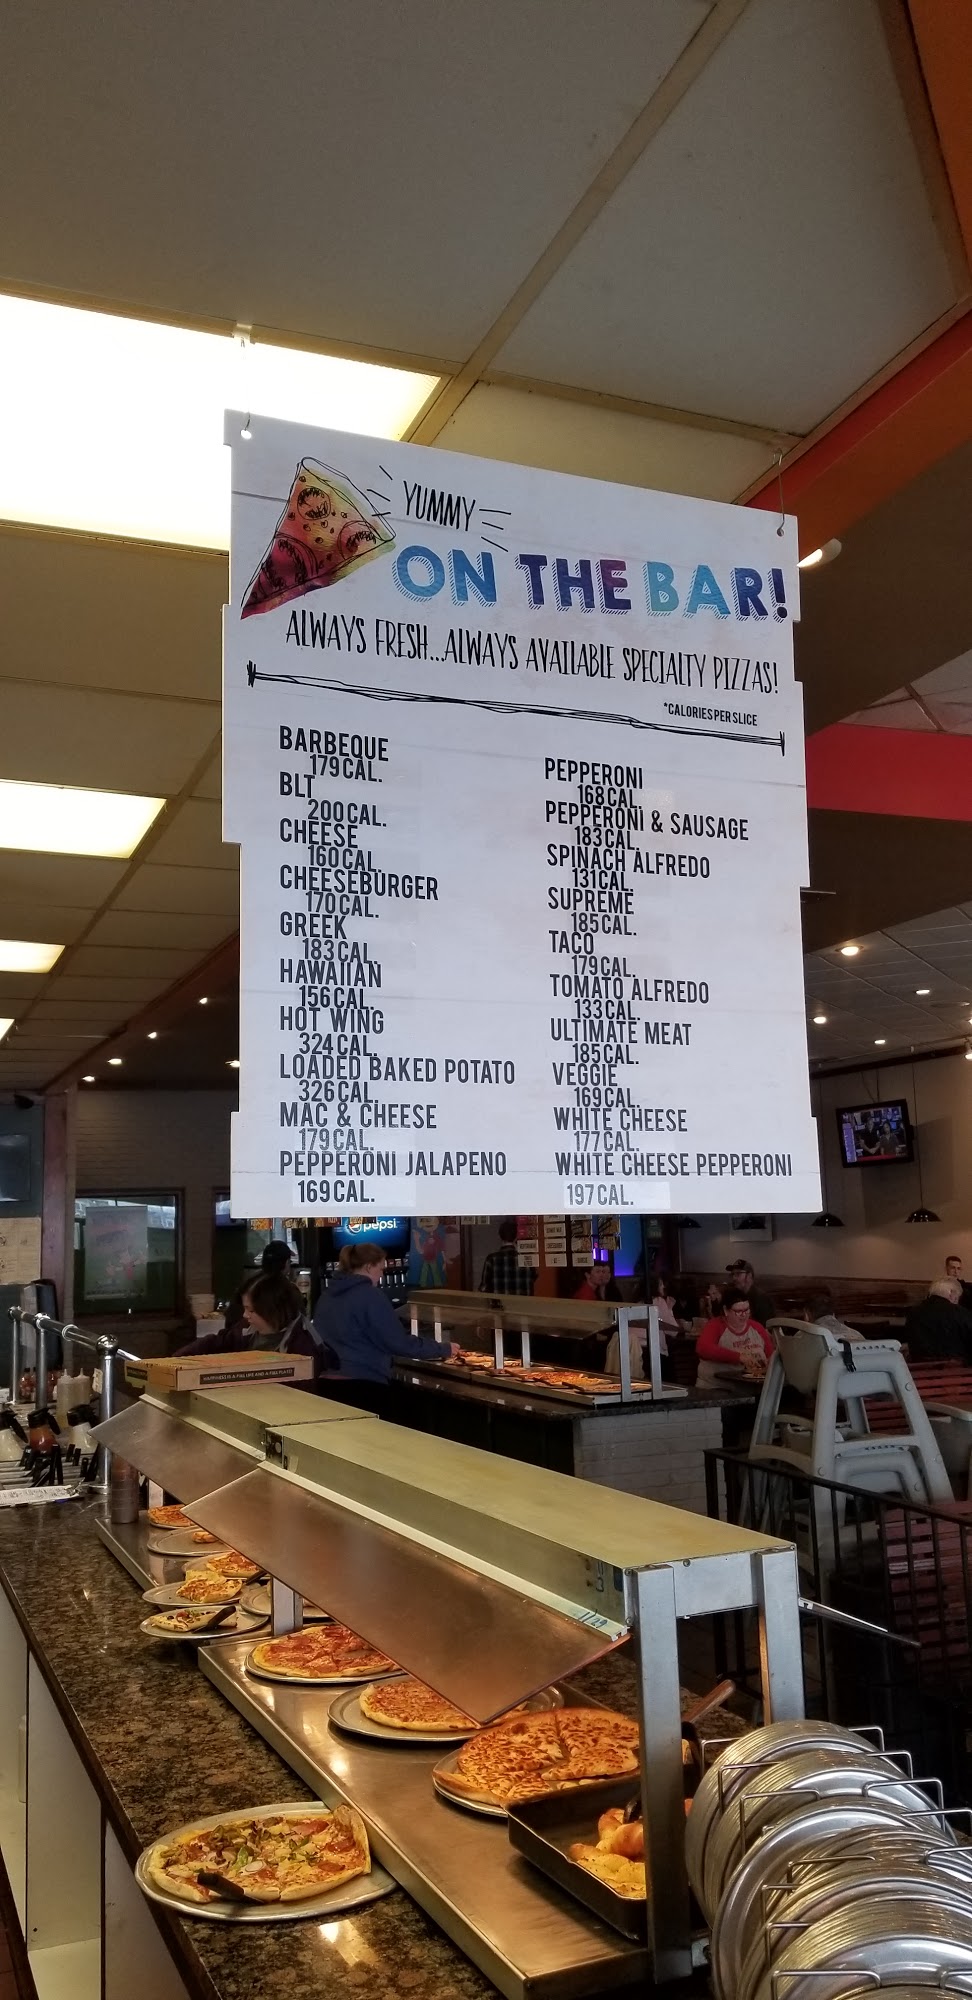 YUMMY
ON THE BAR!
ALWAYS FRESH...ALWAYS AVAILABLE SPECIALTY PIZZAS!
*CALORIES PER SLICE
BARBEQUE
179 CAL.
BLT
200 CAL.
CHEESE
160 CAL.
CHEESEBURGER
170 CAL.
GREEK
183 CAL.
HAWAIIAN
156 CAL.
HOT WING
324 CAL.
LOADED BAKED POTATO
326 CAL.
MAC & CHEESE
179 CAL.
PEPPERONI JALAPENO
169 CAL.
PEPPERONI
168 CAL.
PEPPERONI & SAUSAGE
183 CAL.
SPINACH ALFREDO
131 CAL.
SUPREME
185 CAL.
TACO
179 CAL.
TOMATO ALFREDO
133 CAL.
ULTIMATE MEAT
185 CAL.
VEGGIE
169 CAL.
WHITE CHEESE
177 CAL.
WHITE CHEESE PEPPERONI
197 CAL.
pepsi